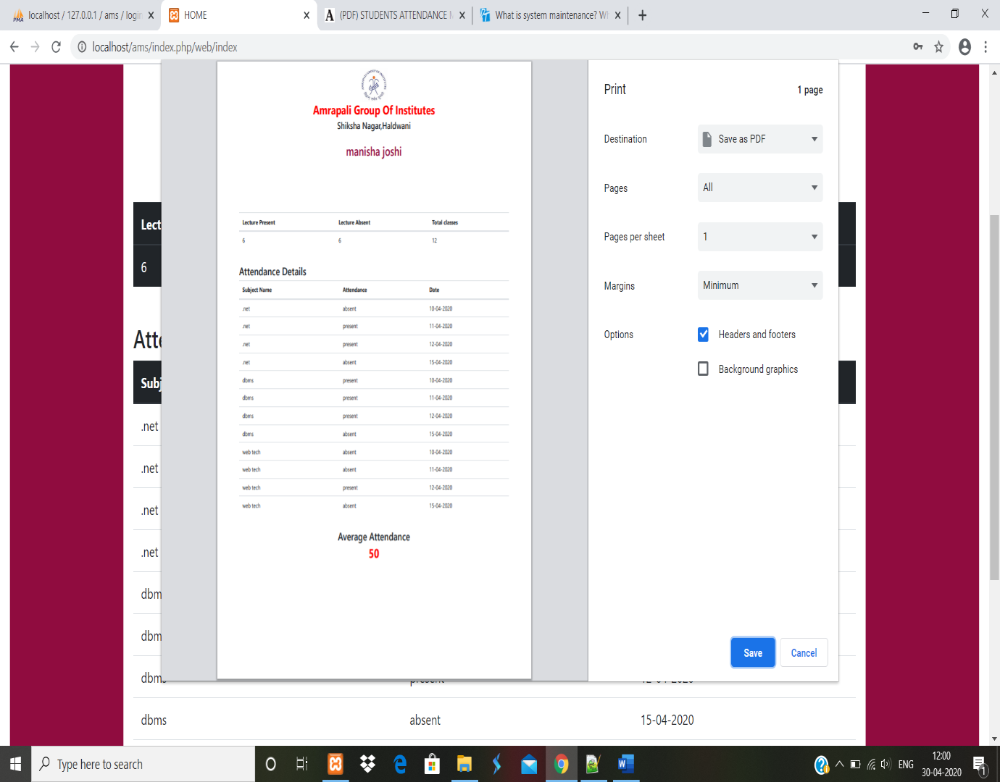 localhost / 127.0.0.1 / ams / login
HOME
(PDF) STUDENTS ATTENDANCE M
What is system maintenance? W
localhost/ams/index.php/web/index
Amrapali Group Of Institutes
Shiksha Nagar,Haldwani
manisha joshi
Lecture Present Lecture Absent Total classes
6 6 12
Attendance Details
Subject Name Attendance Date
.net absent 10-04-2020
.net present 11-04-2020
.net present 12-04-2020
.net absent 15-04-2020
dbms present 10-04-2020
dbms present 11-04-2020
dbms present 12-04-2020
dbms absent 15-04-2020
web tech absent 10-04-2020
web tech absent 11-04-2020
web tech present 12-04-2020
web tech absent 15-04-2020
Average Attendance
50
Print 1 page
Destination Save as PDF
Pages All
Pages per sheet 1
Margins Minimum
Options Headers and footers
Background graphics
Save Cancel
Lect
6
Atte
Subj
.net
.net
.net
.net
dbm
dbm
dbms present 12-04-2020
dbms absent 15-04-2020
Type here to search
ENG
12:00
30-04-2020
1